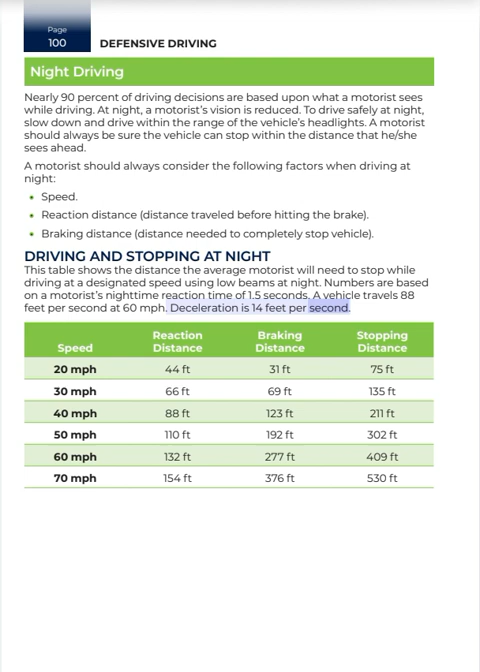 Page
100
DEFENSIVE DRIVING
Night Driving
Nearly 90 percent of driving decisions are based upon what a motorist sees
while driving. At night, a motorist's vision is reduced. To drive safely at night,
slow down and drive within the range of the vehicle's headlights. A motorist
should always be sure the vehicle can stop within the distance that he/she
sees ahead.
A motorist should always consider the following factors when driving at
night:
• Speed.
• Reaction distance (distance traveled before hitting the brake).
• Braking distance (distance needed to completely stop vehicle).
DRIVING AND STOPPING AT NIGHT
This table shows the distance the average motorist will need to stop while
driving at a designated speed using low beams at night. Numbers are based
on a motorist's nighttime reaction time of 1.5 seconds. A vehicle travels 88
feet per second at 60 mph. Deceleration is 14 feet per second.
Speed Reaction Distance Braking Distance Stopping Distance
20 mph 44 ft 31 ft 75 ft
30 mph 66 ft 69 ft 135 ft
40 mph 88 ft 123 ft 211 ft
50 mph 110 ft 192 ft 302 ft
60 mph 132 ft 277 ft 409 ft
70 mph 154 ft 376 ft 530 ft